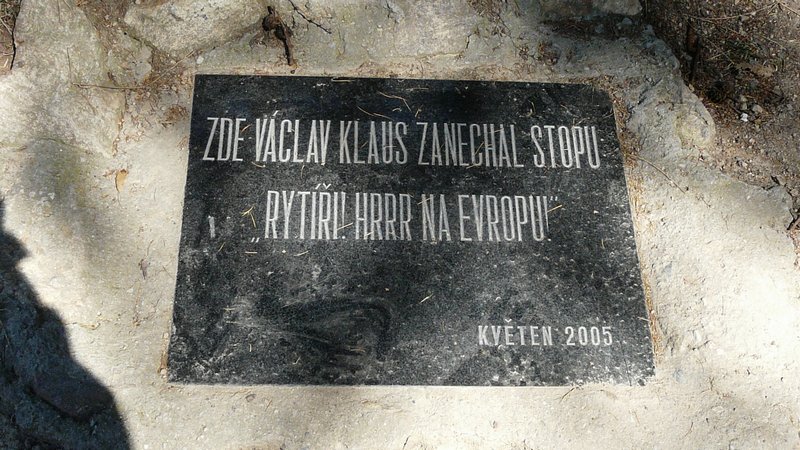 ZDE VÁCLAV KLAUS ZANECHAL STOPU
„RYTÍŘI! HRRR NA EVROPU!“
KVĚTEN 2005